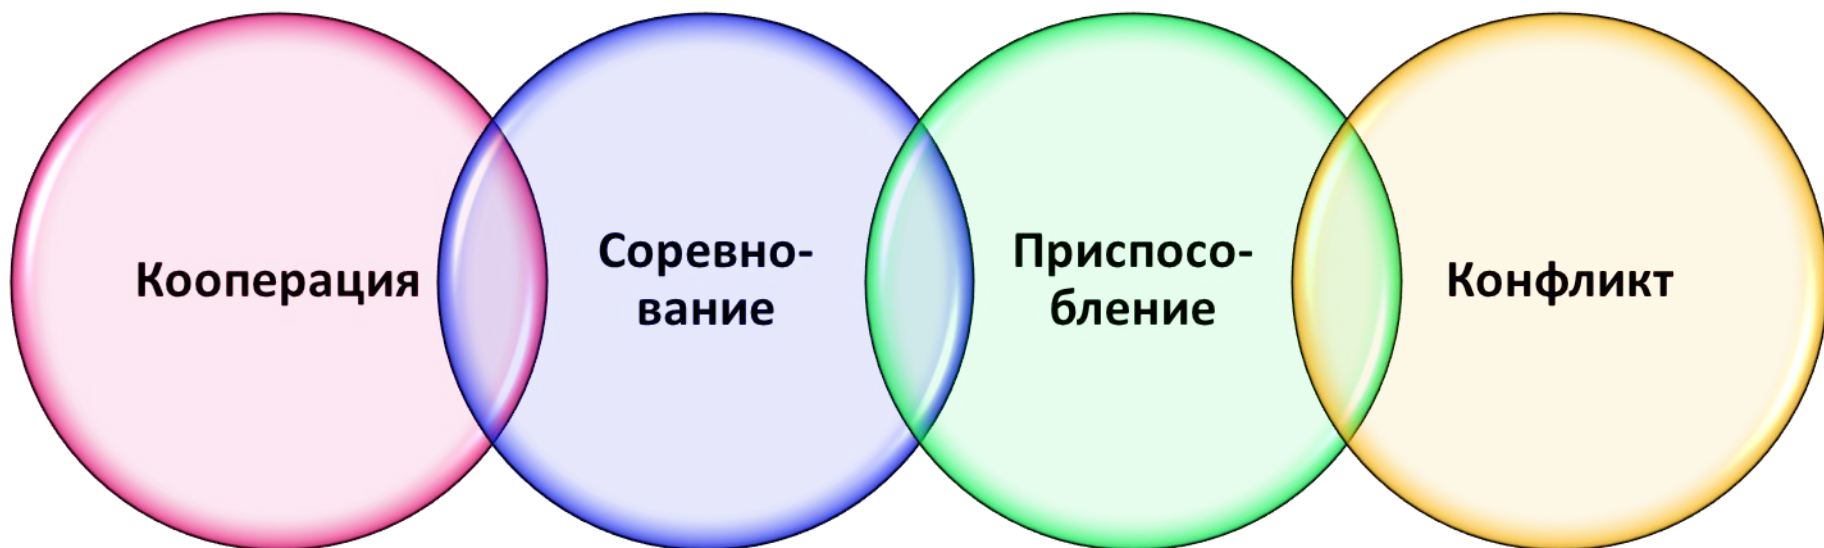 Кооперация
Соревно-
вание
Приспосо-
бление
Конфликт